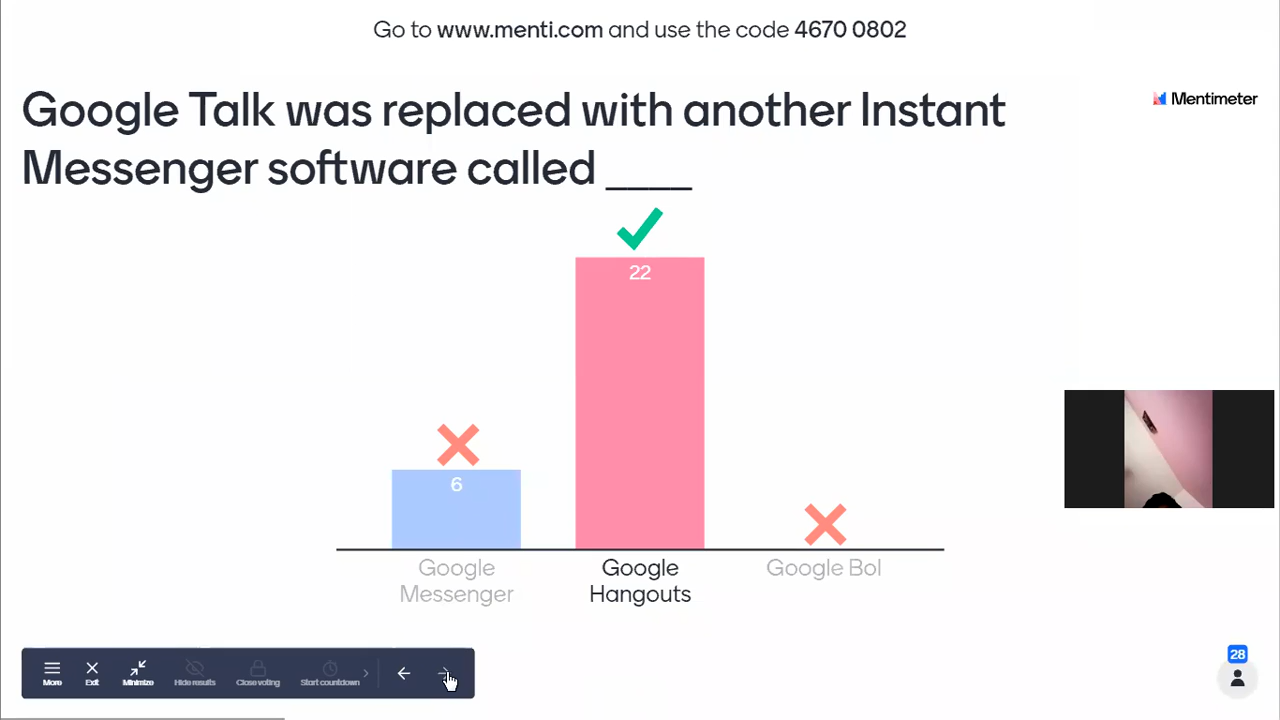 Go to www.menti.com and use the code 4670 0802
Google Talk was replaced with another Instant
Messenger software called ____
Mentimeter
22
6
Google
Messenger
Google
Hangouts
Google Bol
More
Exit
Minimize
Hide results
Close voting
Start countdown
28